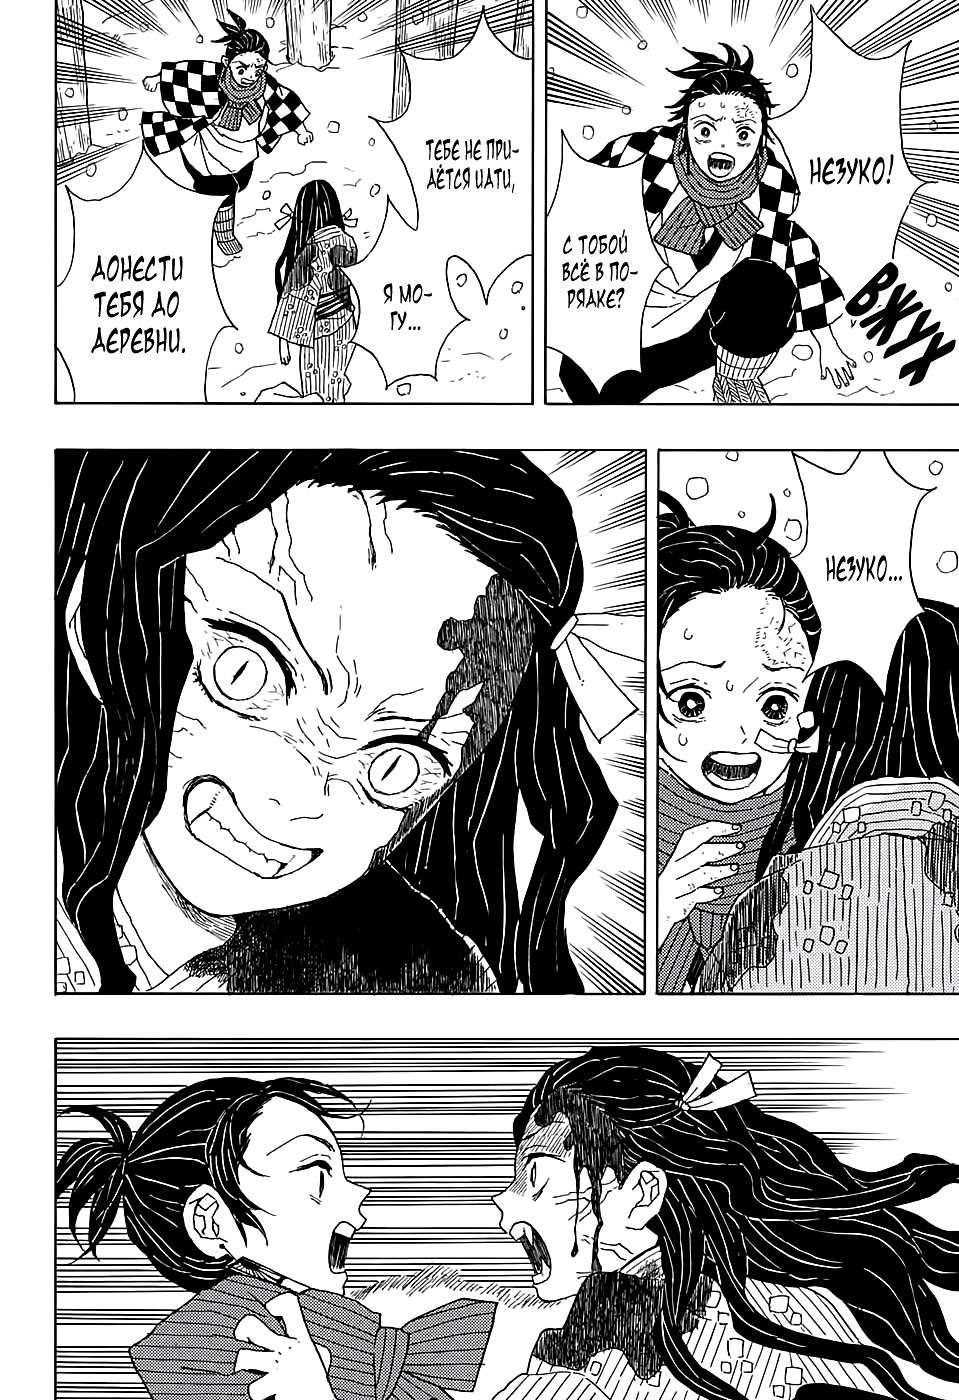 НЕЗУКО!
С ТОБОЙ
ВСЁ В ПО-
РЯДКЕ?
ВЖУХ
ТЕБЕ НЕ ПРИ-
ДЁТСЯ ИДТИ,
Я МО-
ГУ...
ДОНЕСТИ
ТЕБЯ ДО
ДЕРЕВНИ.
НЕЗУКО...